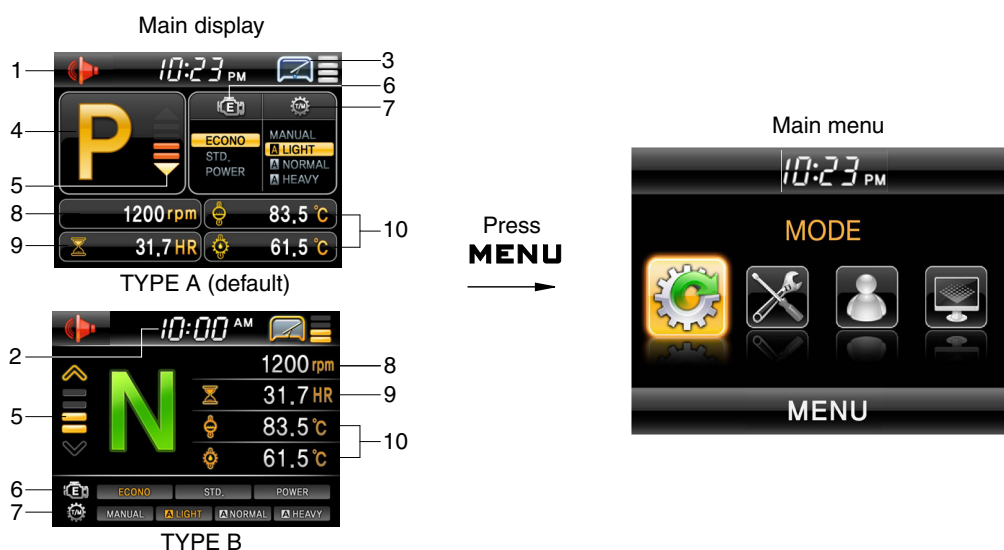 Main display
1
10:23 PM
3
6
7
4
P
E
T/M
ECONO
STD.
POWER
MANUAL
A LIGHT
A NORMAL
A HEAVY
5
8
1200 rpm
83.5 °C
9
31.7 HR
61.5 °C
10
TYPE A (default)
2
10:00 AM
5
N
1200 rpm
8
31.7 HR
9
83.5 °C
61.5 °C
10
6
E
ECONO STD. POWER
7
T/M
MANUAL A LIGHT A NORMAL A HEAVY
TYPE B
Press
MENU
Main menu
10:23 PM
MODE
MENU